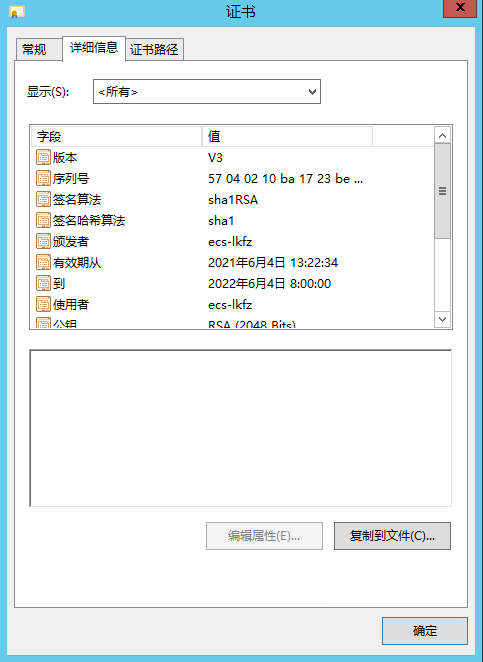 证书
x
常规 详细信息 证书路径
显示(S): <所有>
字段 值
版本 V3
序列号 57 04 02 10 ba 17 23 be ...
签名算法 sha1RSA
签名哈希算法 sha1
颁发者 ecs-lkfz
有效期从 2021年6月4日 13:22:34
到 2022年6月4日 8:00:00
使用者 ecs-lkfz
公钥 RSA (2048 Bits)
编辑属性(E)... 复制到文件(C)...
确定